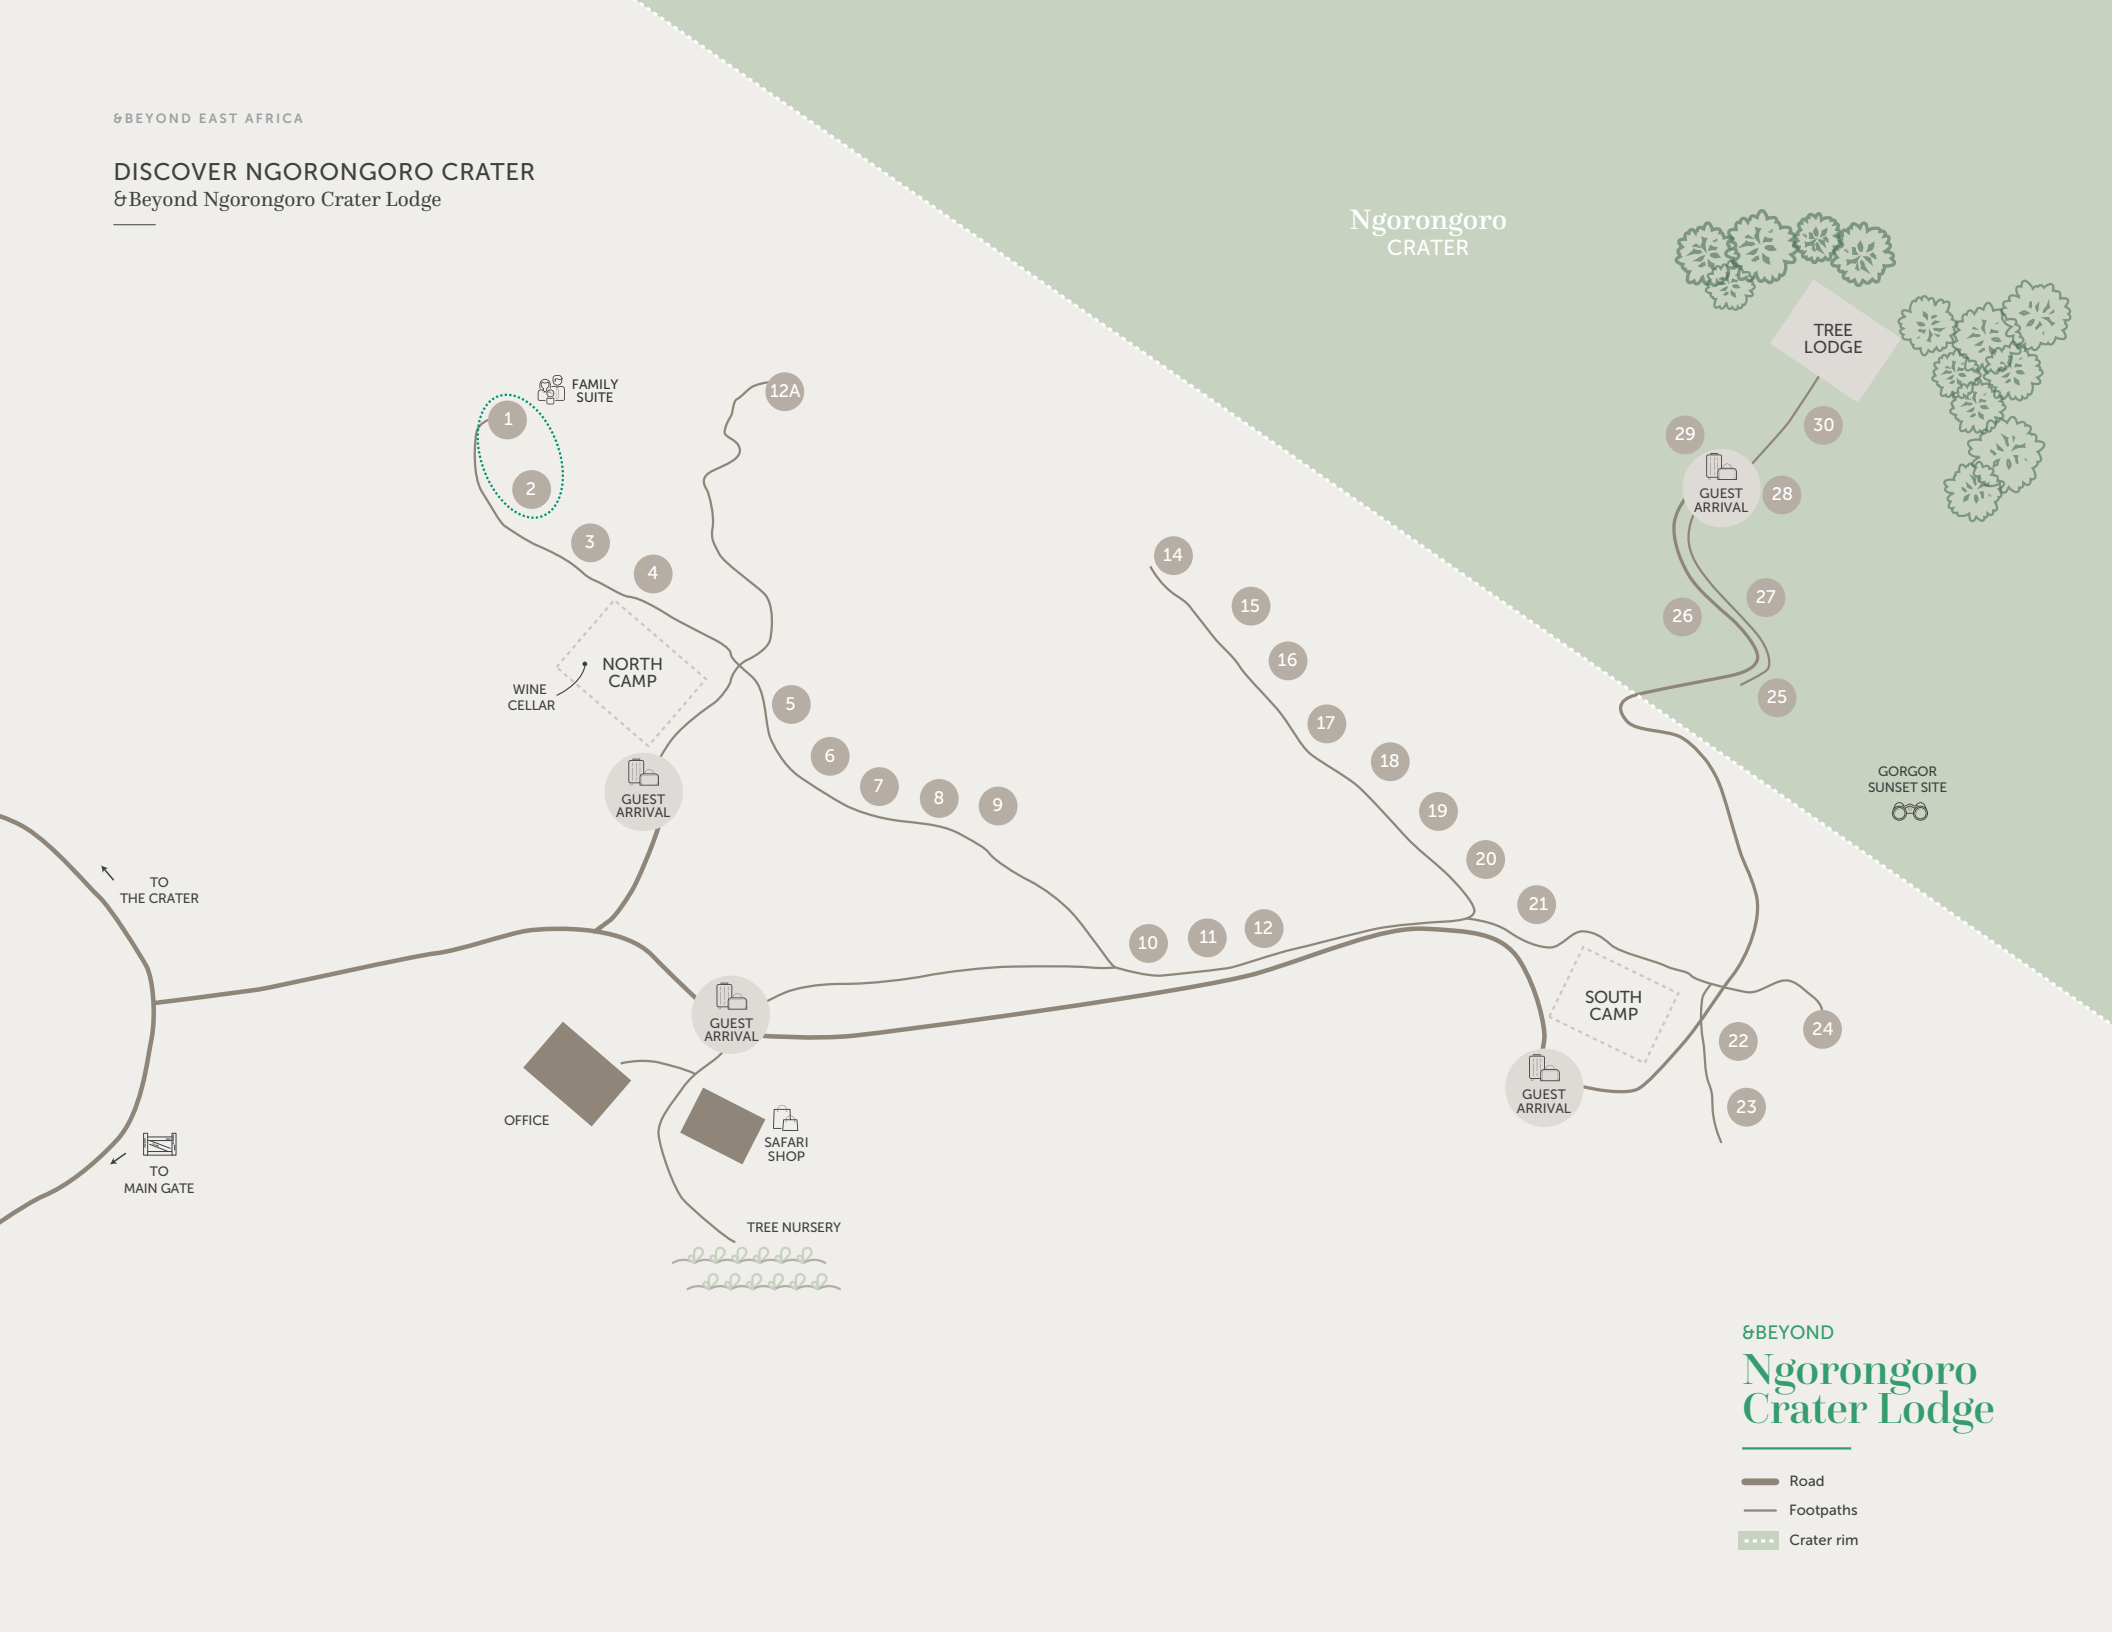 &BEYOND EAST AFRICA
DISCOVER NGORONGORO CRATER
&Beyond Ngorongoro Crater Lodge
Ngorongoro
CRATER
TREE
LODGE
FAMILY
SUITE
1
2
3
4
12A
29
30
GUEST
ARRIVAL
28
27
26
25
14
15
16
17
18
19
20
21
NORTH
CAMP
WINE
CELLAR
5
6
7
8
9
GUEST
ARRIVAL
GORGOR
SUNSET SITE
TO
THE CRATER
10
11
12
SOUTH
CAMP
GUEST
ARRIVAL
22
24
23
GUEST
ARRIVAL
OFFICE
SAFARI
SHOP
TO
MAIN GATE
TREE NURSERY
&BEYOND
Ngorongoro
Crater Lodge
Road
Footpaths
Crater rim